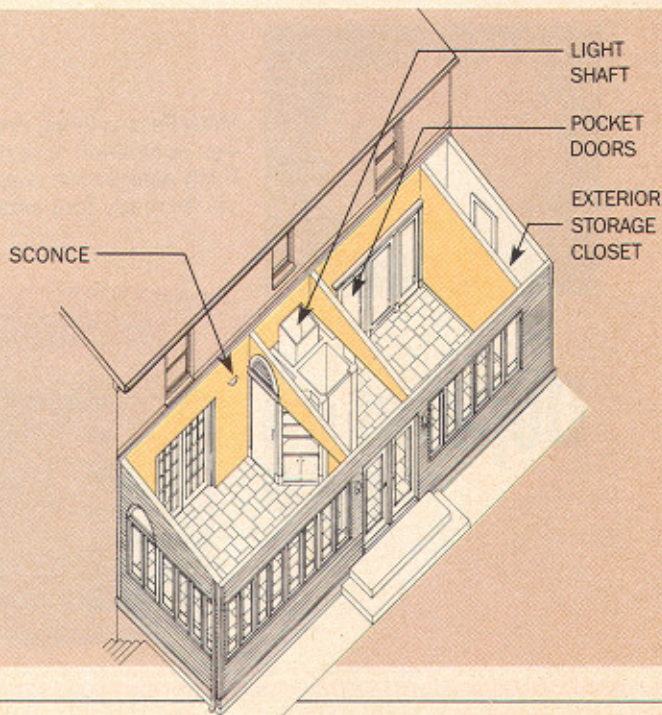 LIGHT
SHAFT
POCKET
DOORS
EXTERIOR
STORAGE
CLOSET
SCONCE